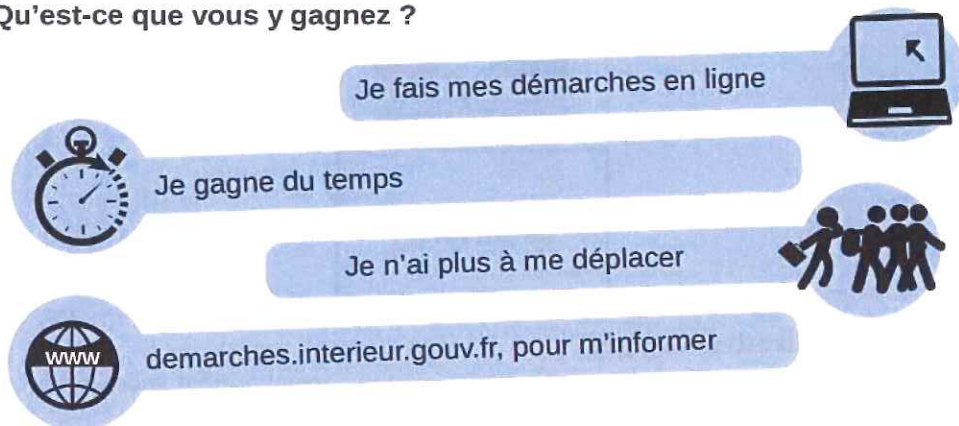 Qu'est-ce que vous y gagnez ?
Je fais mes démarches en ligne
Je gagne du temps
Je n'ai plus à me déplacer
www
demarches.interieur.gouv.fr, pour m'informer